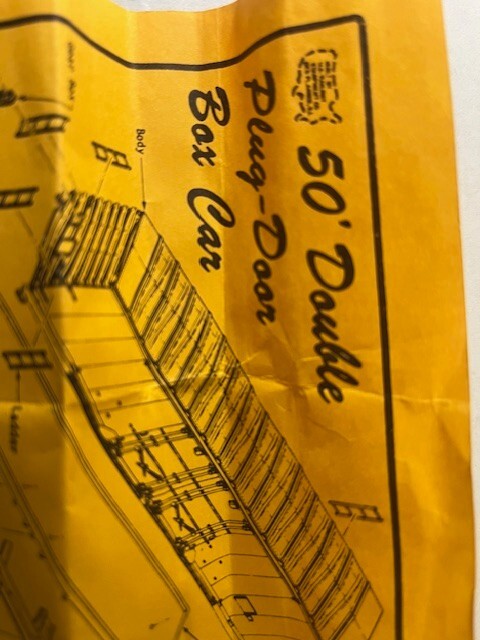 50' Double
Plug-Door
Box Car
Body
Ladder